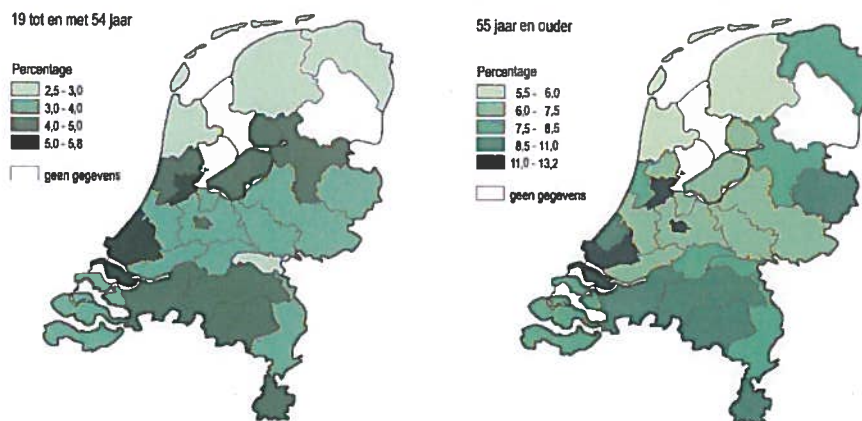 19 tot en met 54 jaar
Percentage
2,5 - 3,0
3,0 - 4,0
4,0 - 5,0
5,0 - 5,8
geen gegevens
55 jaar en ouder
Percentage
5,5 - 6,0
6,0 - 7,5
7,5 - 8,5
8,5 - 11,0
11,0 - 13,2
geen gegevens